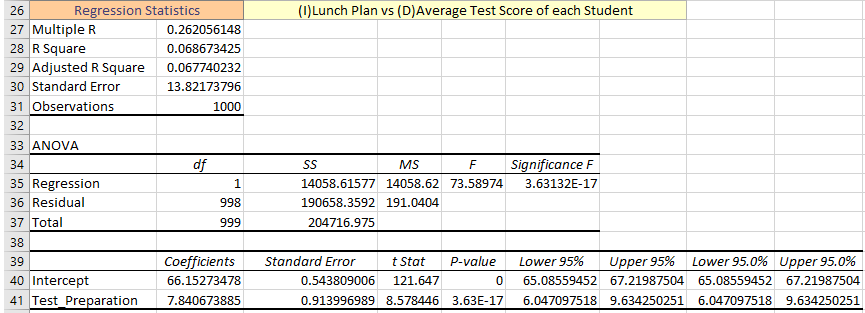 26 Regression Statistics (I)Lunch Plan vs (D)Average Test Score of each Student
27 Multiple R 0.262056148
28 R Square 0.068673425
29 Adjusted R Square 0.067740232
30 Standard Error 13.82173796
31 Observations 1000
32
33 ANOVA
34 df SS MS F Significance F
35 Regression 1 14058.61577 14058.62 73.58974 3.63132E-17
36 Residual 998 190658.3592 191.0404
37 Total 999 204716.975
38
39 Coefficients Standard Error t Stat P-value Lower 95% Upper 95% Lower 95.0% Upper 95.0%
40 Intercept 66.15273478 0.543809006 121.647 0 65.08559452 67.21987504 65.08559452 67.21987504
41 Test_Preparation 7.840673885 0.913996989 8.578446 3.63E-17 6.047097518 9.634250251 6.047097518 9.634250251